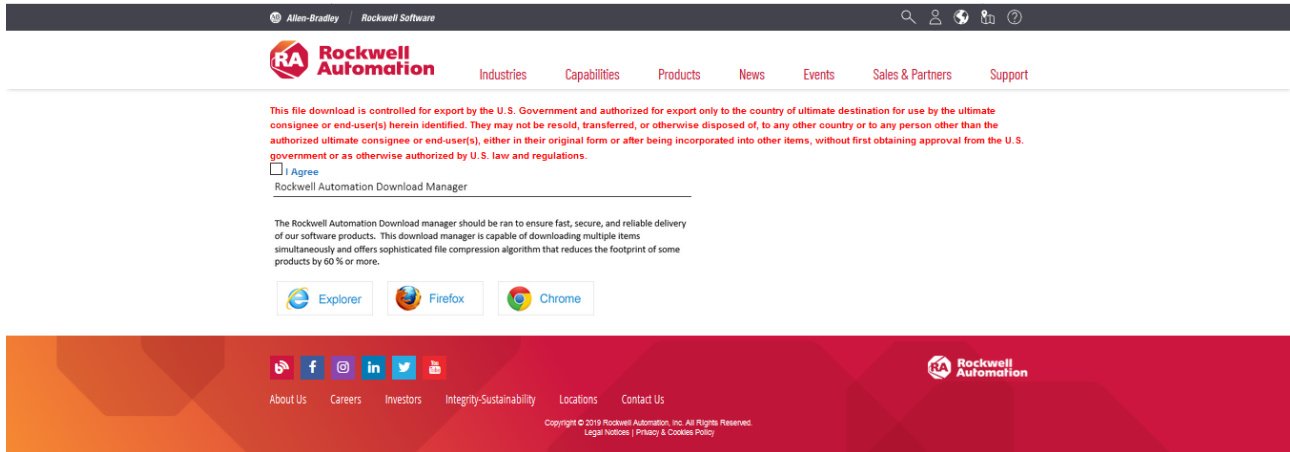 Allen-Bradley | Rockwell Software
Rockwell Automation
Industries Capabilities Products News Events Sales & Partners Support
This file download is controlled for export by the U.S. Government and authorized for export only to the country of ultimate destination for use by the ultimate
consignee or end-user(s) herein identified. They may not be resold, transferred, or otherwise disposed of, to any other country or to any person other than the
authorized ultimate consignee or end-user(s), either in their original form or after being incorporated into other items, without first obtaining approval from the U.S.
government or as otherwise authorized by U.S. law and regulations.
I Agree
Rockwell Automation Download Manager
The Rockwell Automation Download manager should be ran to ensure fast, secure, and reliable delivery
of our software products. This download manager is capable of downloading multiple items
simultaneously and offers sophisticated file compression algorithm that reduces the footprint of some
products by 60 % or more.
Explorer Firefox Chrome
Rockwell
Automation
About Us Careers Investors Integrity-Sustainability Locations Contact Us
Copyright © 2019 Rockwell Automation, Inc. All Rights Reserved.
Legal Notices | Privacy & Cookies Policy